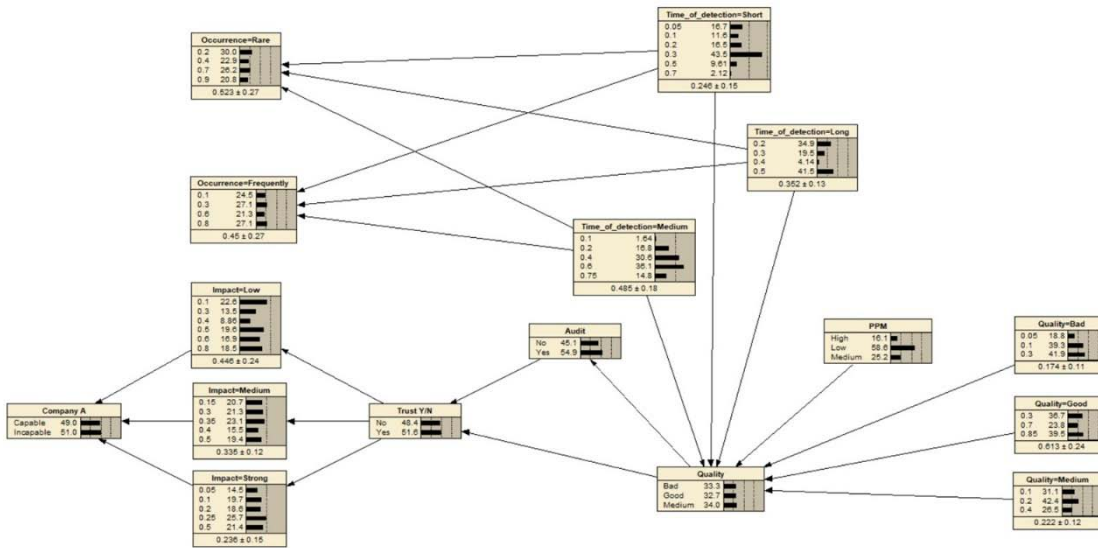 Time_of_detection=Short
0.05 16.7
0.1 11.6
0.2 16.5
0.3 43.5
0.5 9.61
0.7 2.12
0.246 ± 0.15
Occurrence=Rare
0.2 30.0
0.4 22.9
0.7 26.2
0.9 20.8
0.523 ± 0.27
Time_of_detection=Long
0.2 34.9
0.3 19.5
0.4 4.14
0.5 41.5
0.352 ± 0.13
Occurrence=Frequently
0.1 24.5
0.3 27.1
0.6 21.3
0.8 27.1
0.45 ± 0.27
Time_of_detection=Medium
0.1 1.64
0.2 16.8
0.4 30.6
0.6 36.1
0.75 14.8
0.485 ± 0.18
Impact=Low
0.1 22.6
0.3 13.5
0.4 8.86
0.5 19.6
0.6 16.9
0.8 18.5
0.446 ± 0.24
Audit
No 45.1
Yes 54.9
PPM
High 16.1
Low 58.6
Medium 25.2
Quality=Bad
0.05 18.8
0.1 39.3
0.3 41.9
0.174 ± 0.11
Impact=Medium
0.15 20.7
0.3 21.3
0.35 23.1
0.4 15.5
0.5 19.4
0.336 ± 0.12
Company A
Capable 49.0
Incapable 51.0
Trust Y/N
No 48.4
Yes 51.6
Quality=Good
0.3 36.7
0.7 23.8
0.85 39.5
0.613 ± 0.24
Impact=Strong
0.05 14.5
0.1 19.7
0.2 18.6
0.25 25.7
0.5 21.4
0.236 ± 0.15
Quality
Bad 33.3
Good 32.7
Medium 34.0
Quality=Medium
0.1 31.1
0.2 42.4
0.4 26.5
0.222 ± 0.12